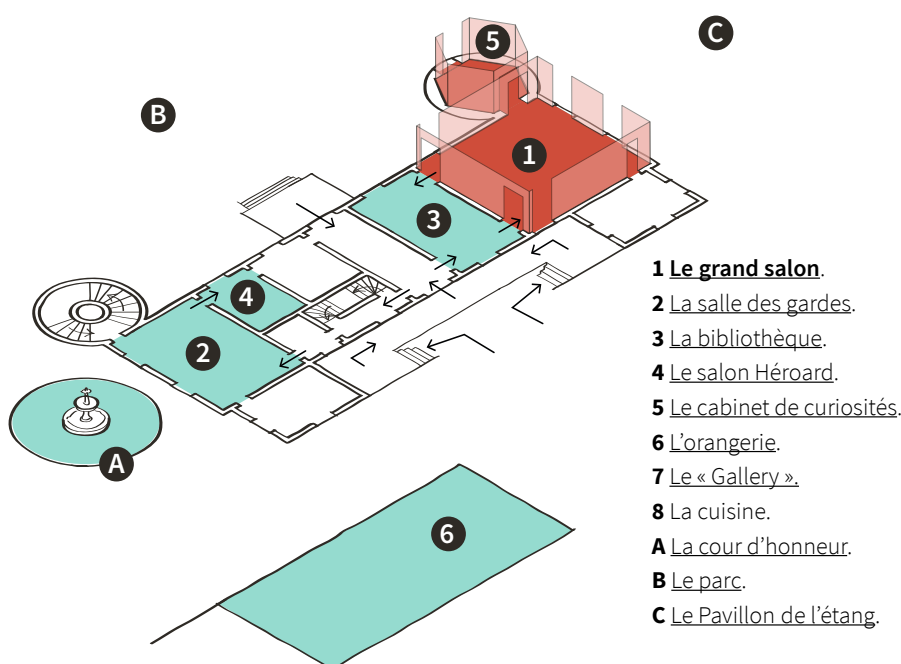 5
C
B
1
3
4
2
A
6
1 Le grand salon.
2 La salle des gardes.
3 La bibliothèque.
4 Le salon Héroard.
5 Le cabinet de curiosités.
6 L’orangerie.
7 Le « Gallery ».
8 La cuisine.
A La cour d’honneur.
B Le parc.
C Le Pavillon de l’étang.